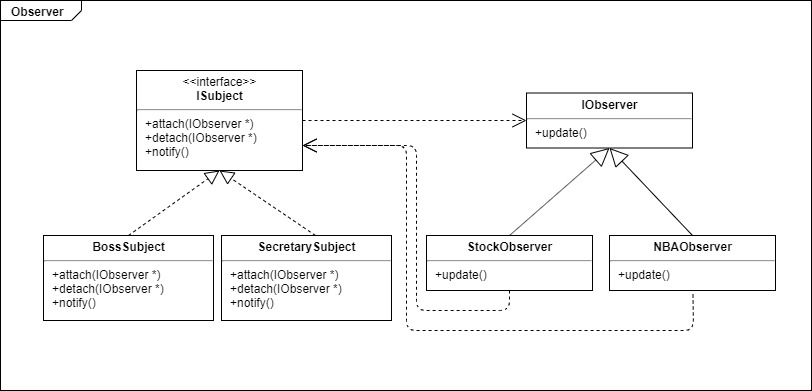 Observer
<<interface>>
ISubject
+attach(IObserver *)
+detach(IObserver *)
+notify()
IObserver
+update()
BossSubject
+attach(IObserver *)
+detach(IObserver *)
+notify()
SecretarySubject
+attach(IObserver *)
+detach(IObserver *)
+notify()
StockObserver
+update()
NBAObserver
+update()